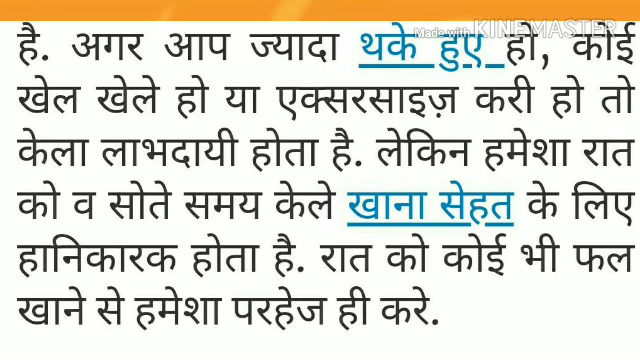 Made with KINEMASTER
है. अगर आप ज्यादा थके हुए हो, कोई
खेल खेले हो या एक्सरसाइज़ करी हो तो
केला लाभदायी होता है. लेकिन हमेशा रात
को व सोते समय केले खाना सेहत के लिए
हानिकारक होता है. रात को कोई भी फल
खाने से हमेशा परहेज ही करे.